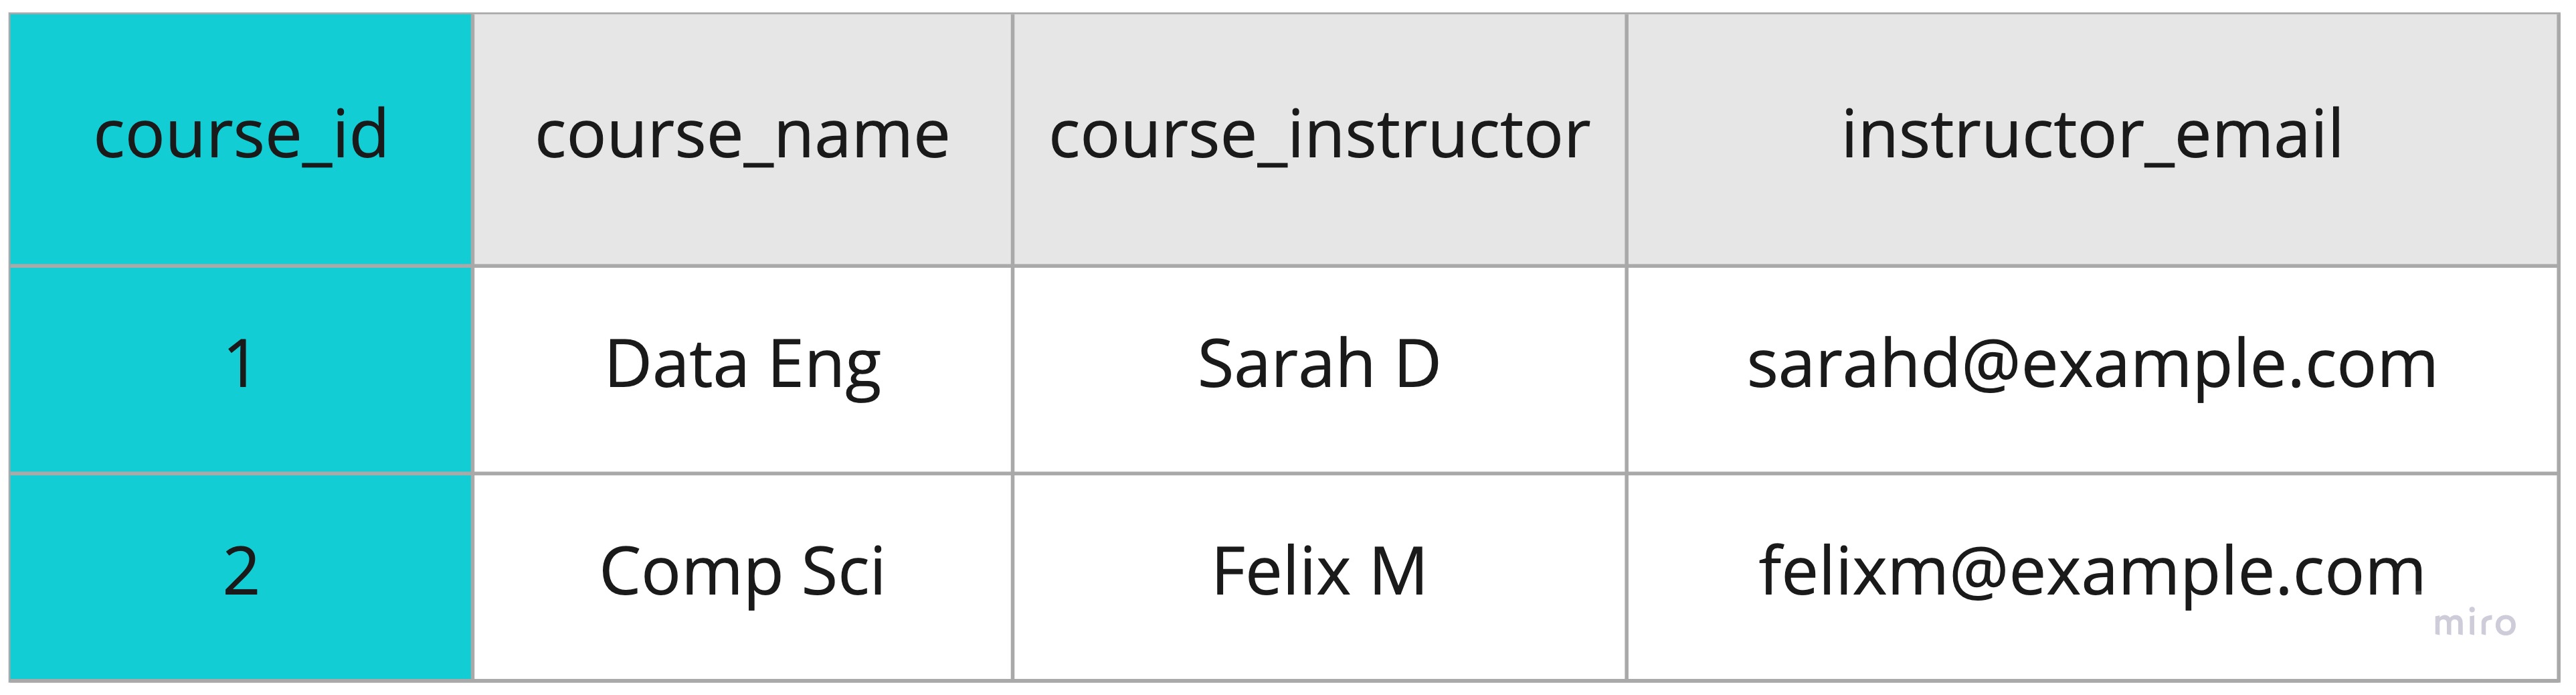 course_id course_name course_instructor instructor_email
1 Data Eng Sarah D sarahd@example.com
2 Comp Sci Felix M felixm@example.com
miro